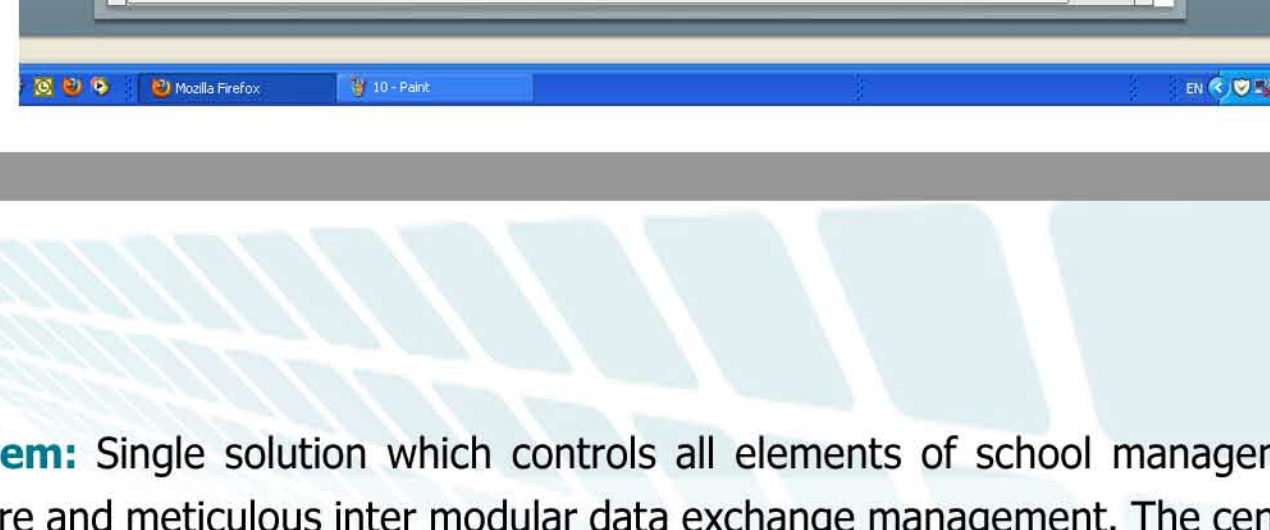 Mozilla Firefox 10 - Paint EN
em: Single solution which controls all elements of school manager
re and meticulous inter modular data exchange management. The cen